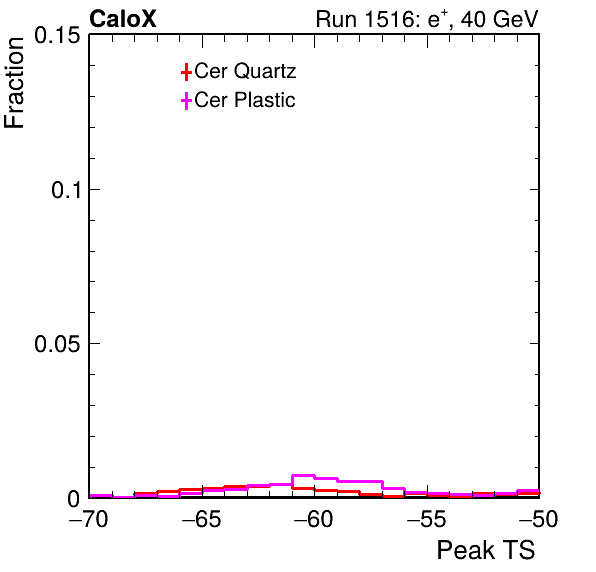 CaloX Run 1516: e⁺, 40 GeV
Fraction
0.15
0.1
0.05
0
Cer Quartz
Cer Plastic
−70 −65 −60 −55 −50
Peak TS